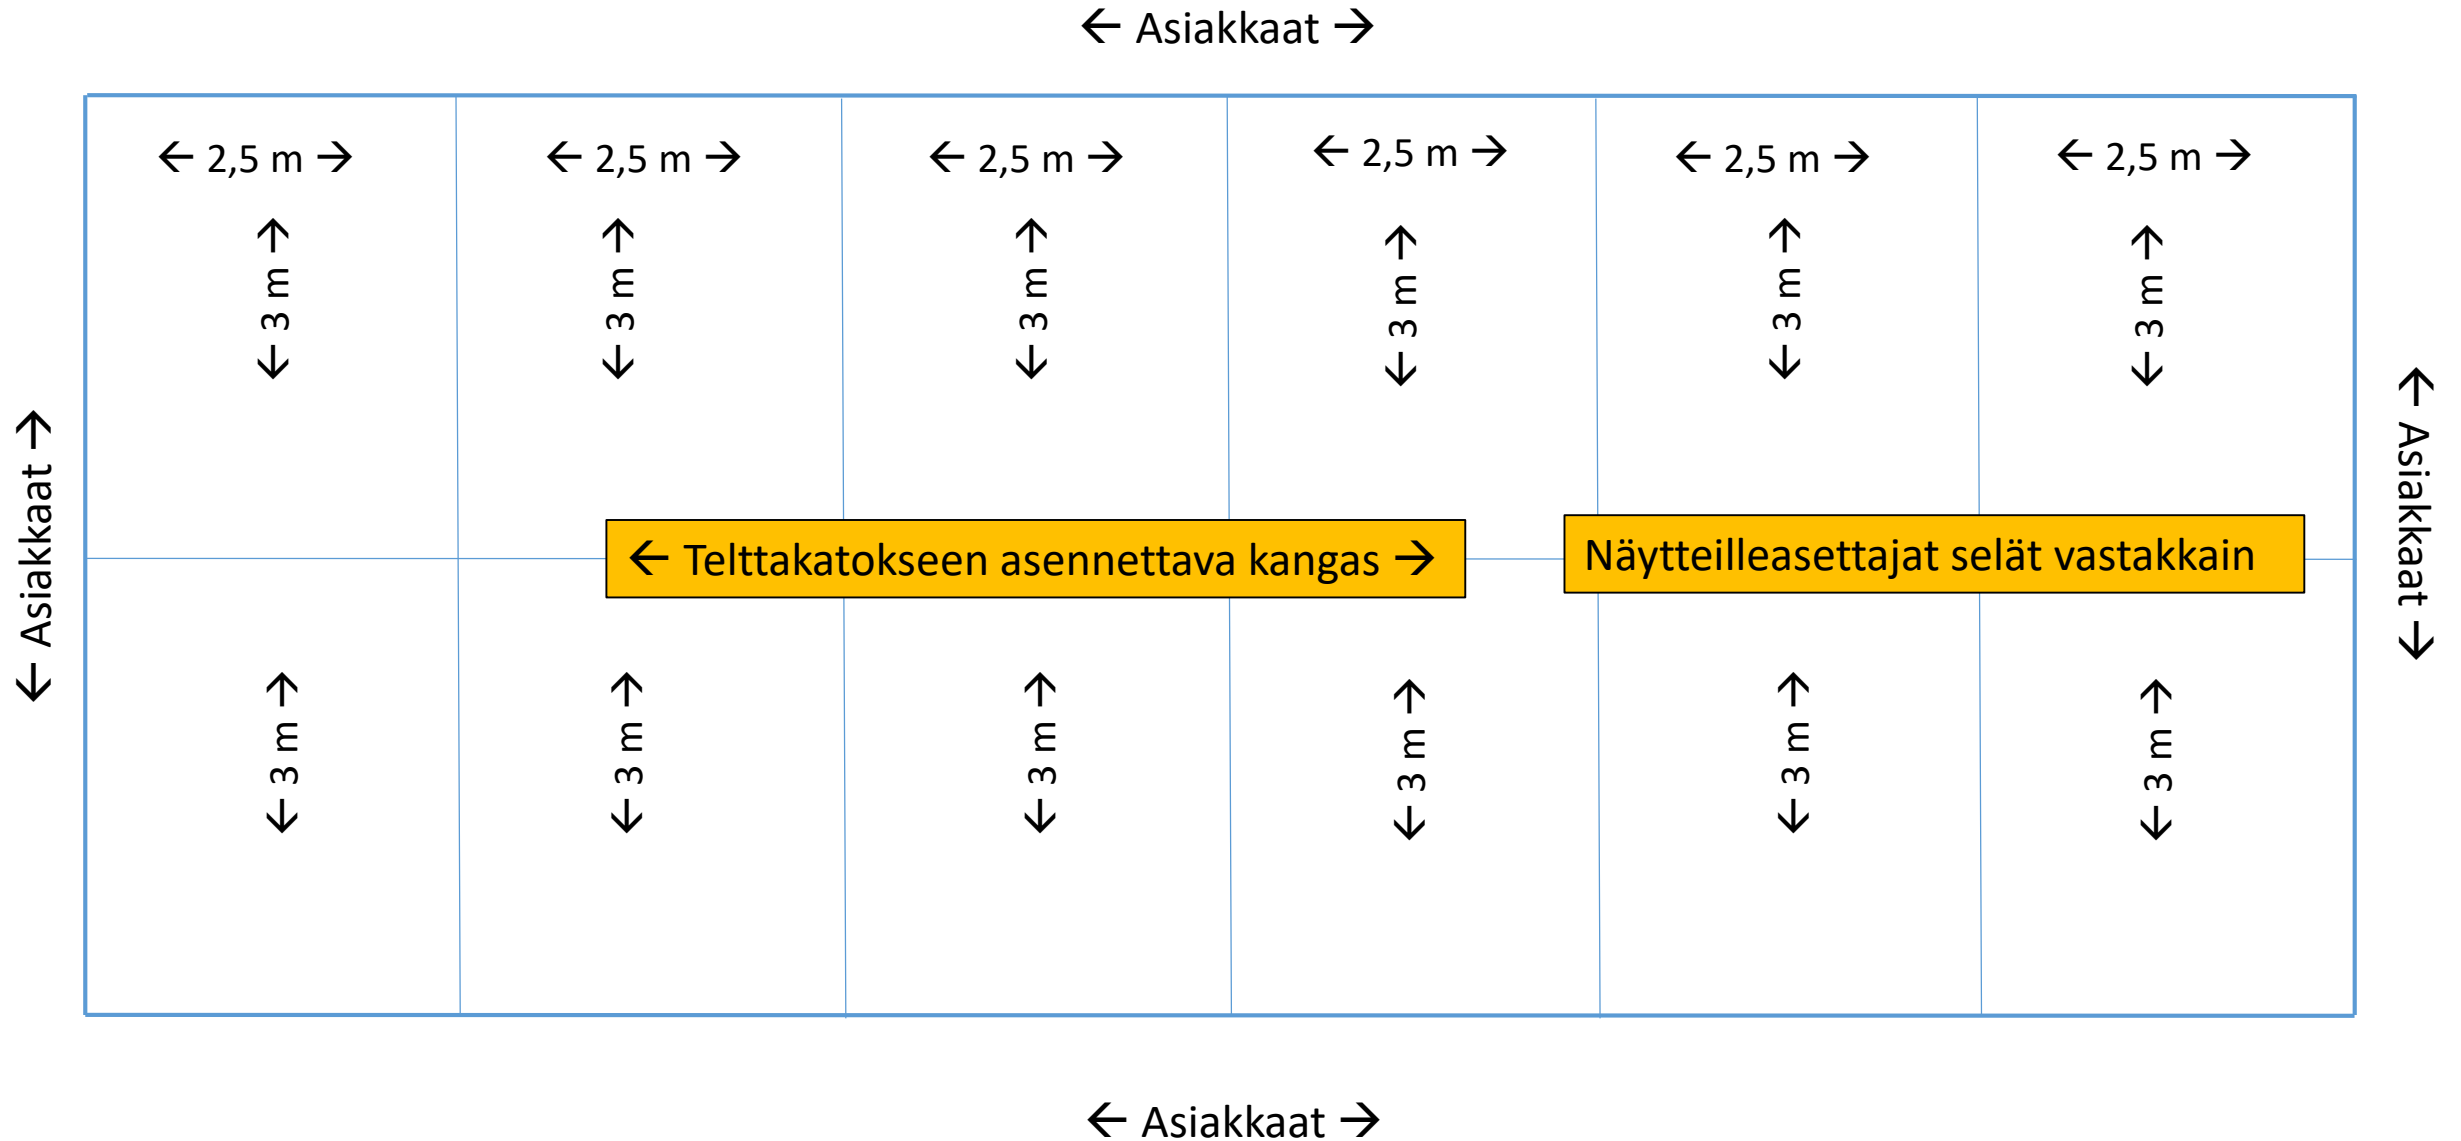 ← Asiakkaat →
← 2,5 m →
← 2,5 m →
← 2,5 m →
← 2,5 m →
← 2,5 m →
← 2,5 m →
← 3 m →
← 3 m →
← 3 m →
← 3 m →
← 3 m →
← 3 m →
← Asiakkaat →
← Asiakkaat →
← Telttakatokseen asennettava kangas →
Näytteilleasettajat selät vastakkain
← 3 m →
← 3 m →
← 3 m →
← 3 m →
← 3 m →
← 3 m →
← Asiakkaat →